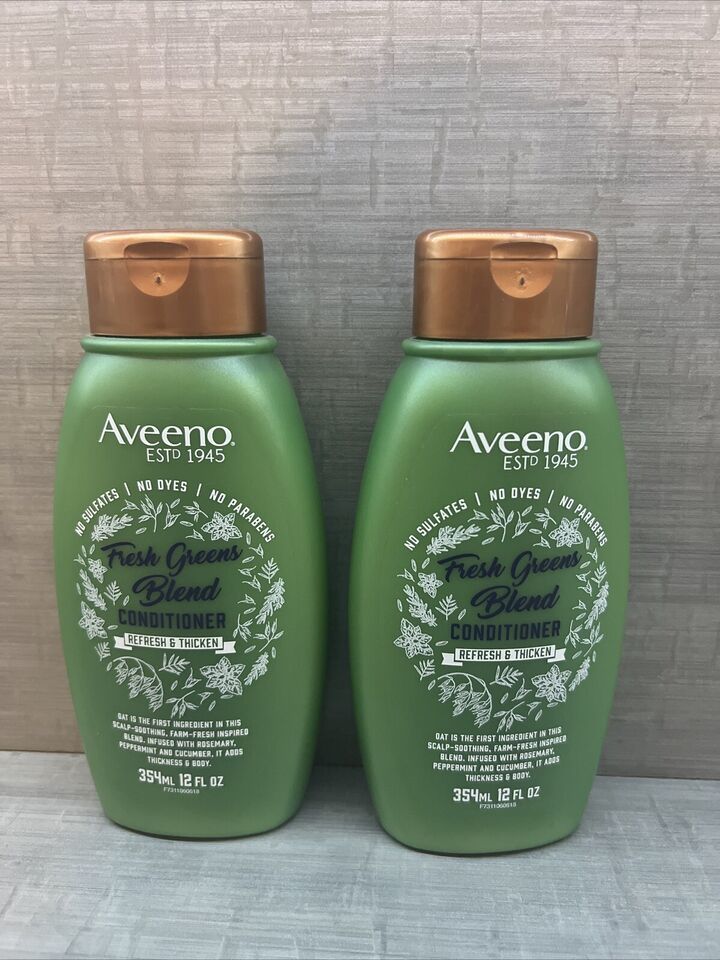 Aveeno.
ESTD 1945
NO SULFATES | NO DYES | NO PARABENS
Fresh Greens
Blend
CONDITIONER
REFRESH & THICKEN
OAT IS THE FIRST INGREDIENT IN THIS
SCALP-SOOTHING, FARM-FRESH INSPIRED
BLEND. INFUSED WITH ROSEMARY,
PEPPERMINT AND CUCUMBER, IT ADDS
THICKNESS & BODY.
354ML 12 FL OZ
F7311060618
Aveeno.
ESTD 1945
NO SULFATES | NO DYES | NO PARABENS
Fresh Greens
Blend
CONDITIONER
REFRESH & THICKEN
OAT IS THE FIRST INGREDIENT IN THIS
SCALP-SOOTHING, FARM-FRESH INSPIRED
BLEND. INFUSED WITH ROSEMARY,
PEPPERMINT AND CUCUMBER, IT ADDS
THICKNESS & BODY.
354ML 12 FL OZ
F7311060618